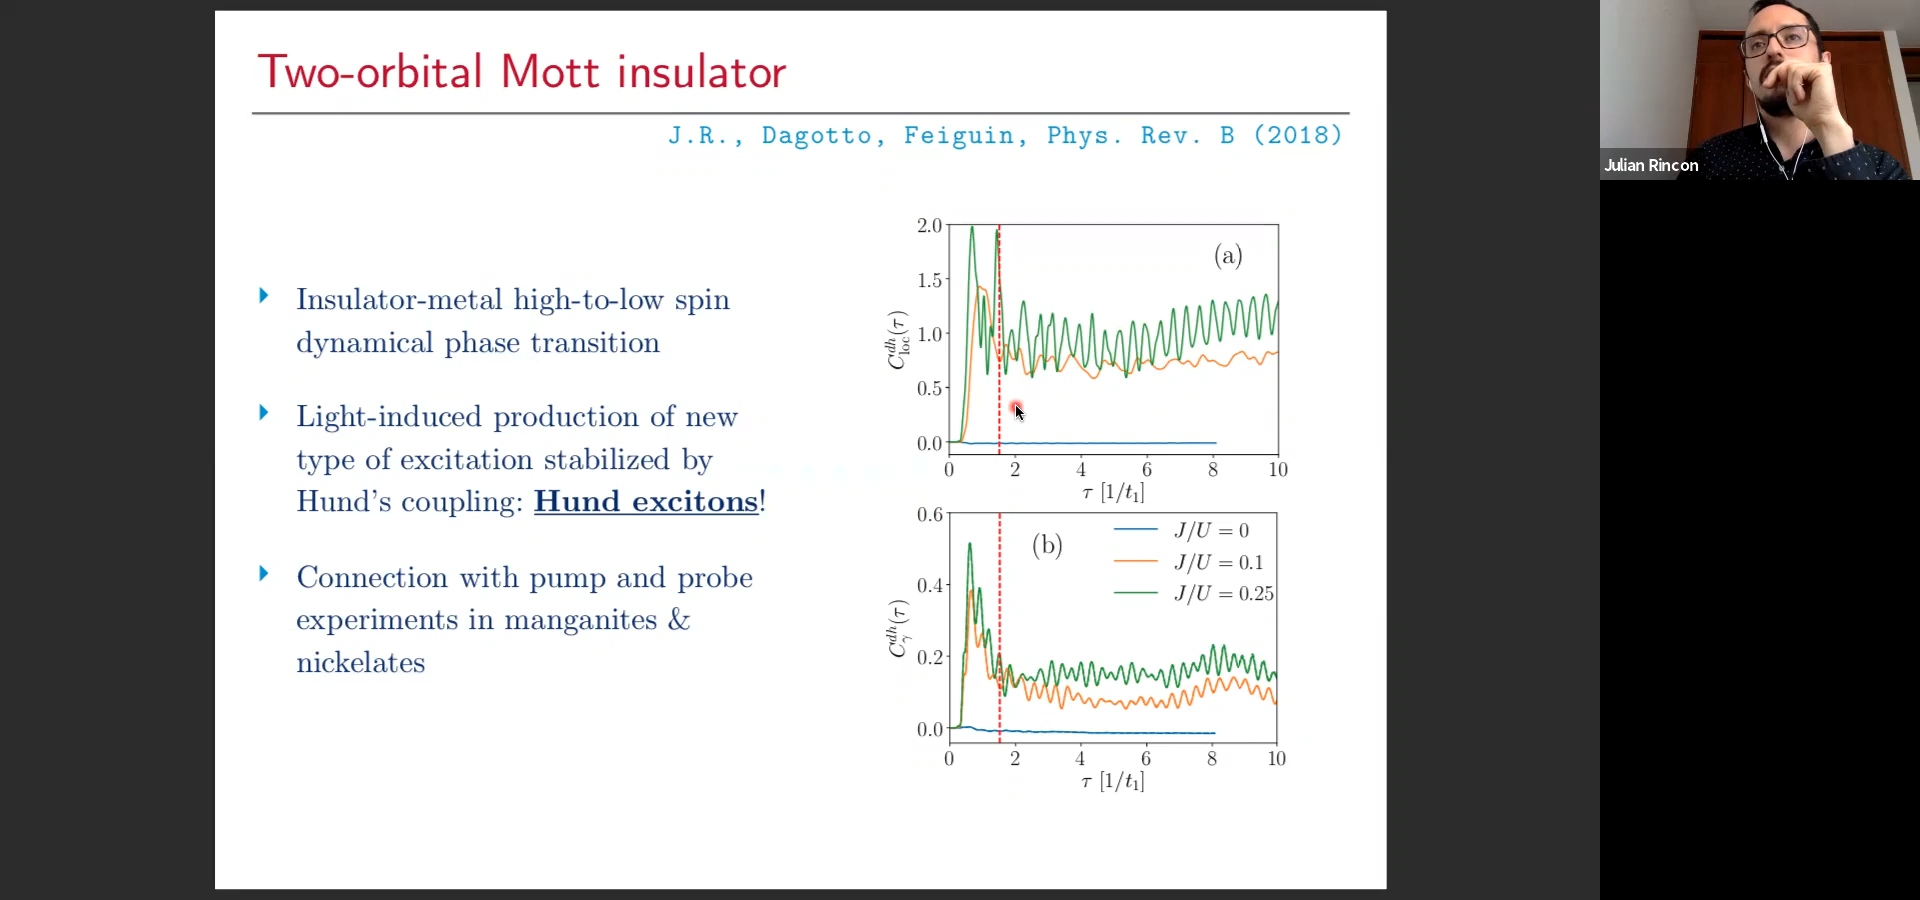 Two-orbital Mott insulator
J.R., Dagotto, Feiguin, Phys. Rev. B (2018)
Insulator-metal high-to-low spin
dynamical phase transition
Light-induced production of new
type of excitation stabilized by
Hund's coupling: Hund excitons!
Connection with pump and probe
experiments in manganites &
nickelates
2.0
1.5
1.0
0.5
0.0
C^{dh}_{loc}(τ)
(a)
0 2 4 6 8 10
τ [1/t₁]
0.6
0.4
0.2
0.0
C^{dh}_γ(τ)
(b)
J/U = 0
J/U = 0.1
J/U = 0.25
0 2 4 6 8 10
τ [1/t₁]
Julian Rincon